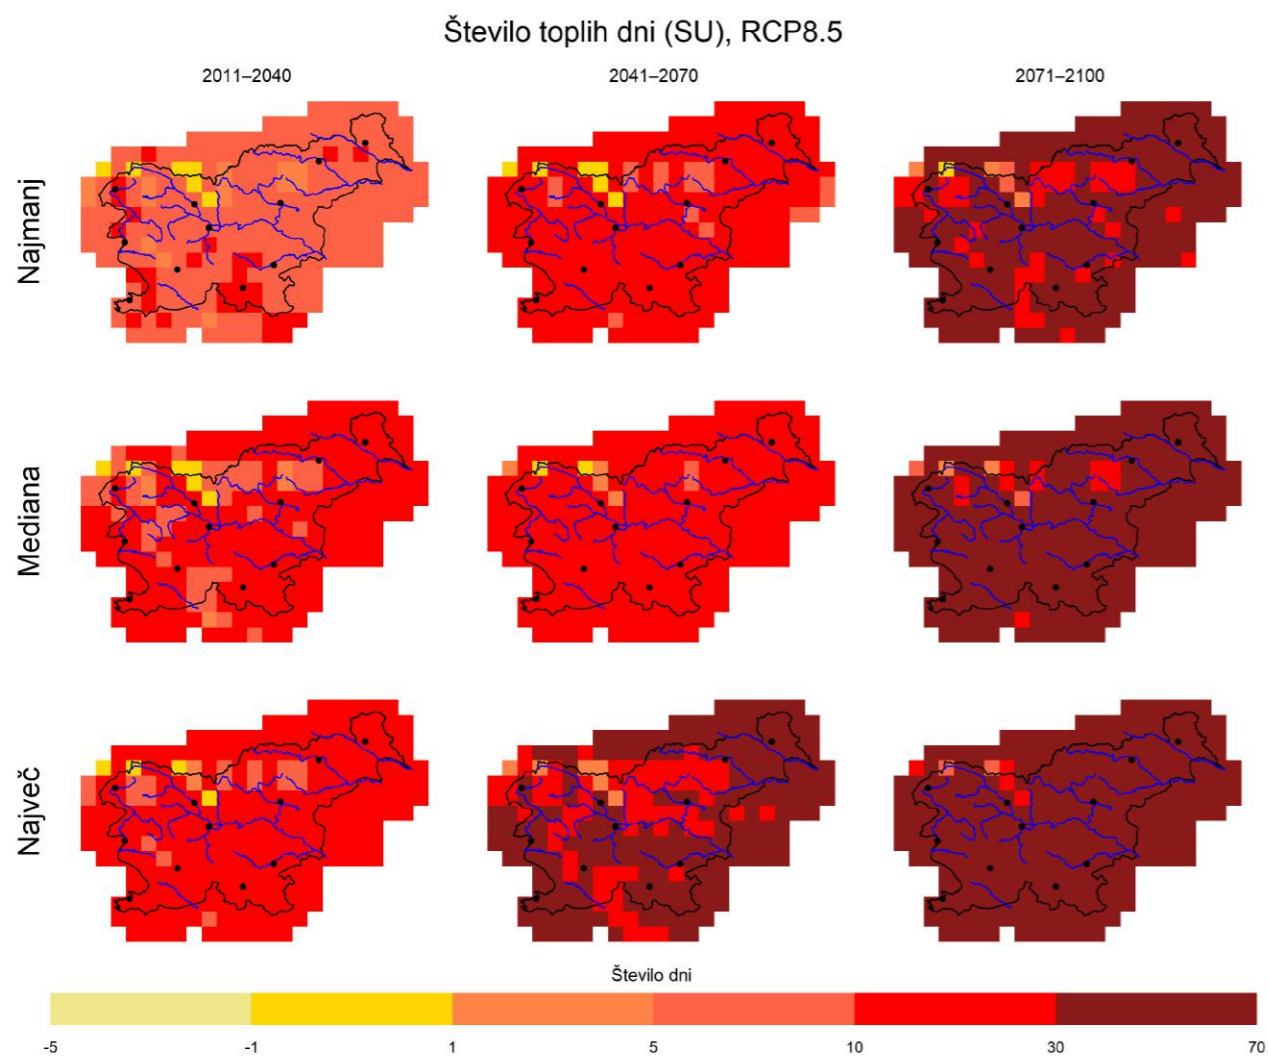 Število toplih dni (SU), RCP8.5
2011–2040 2041–2070 2071–2100
Najmanj
Mediana
Največ
Število dni
-5 -1 1 5 10 30 70